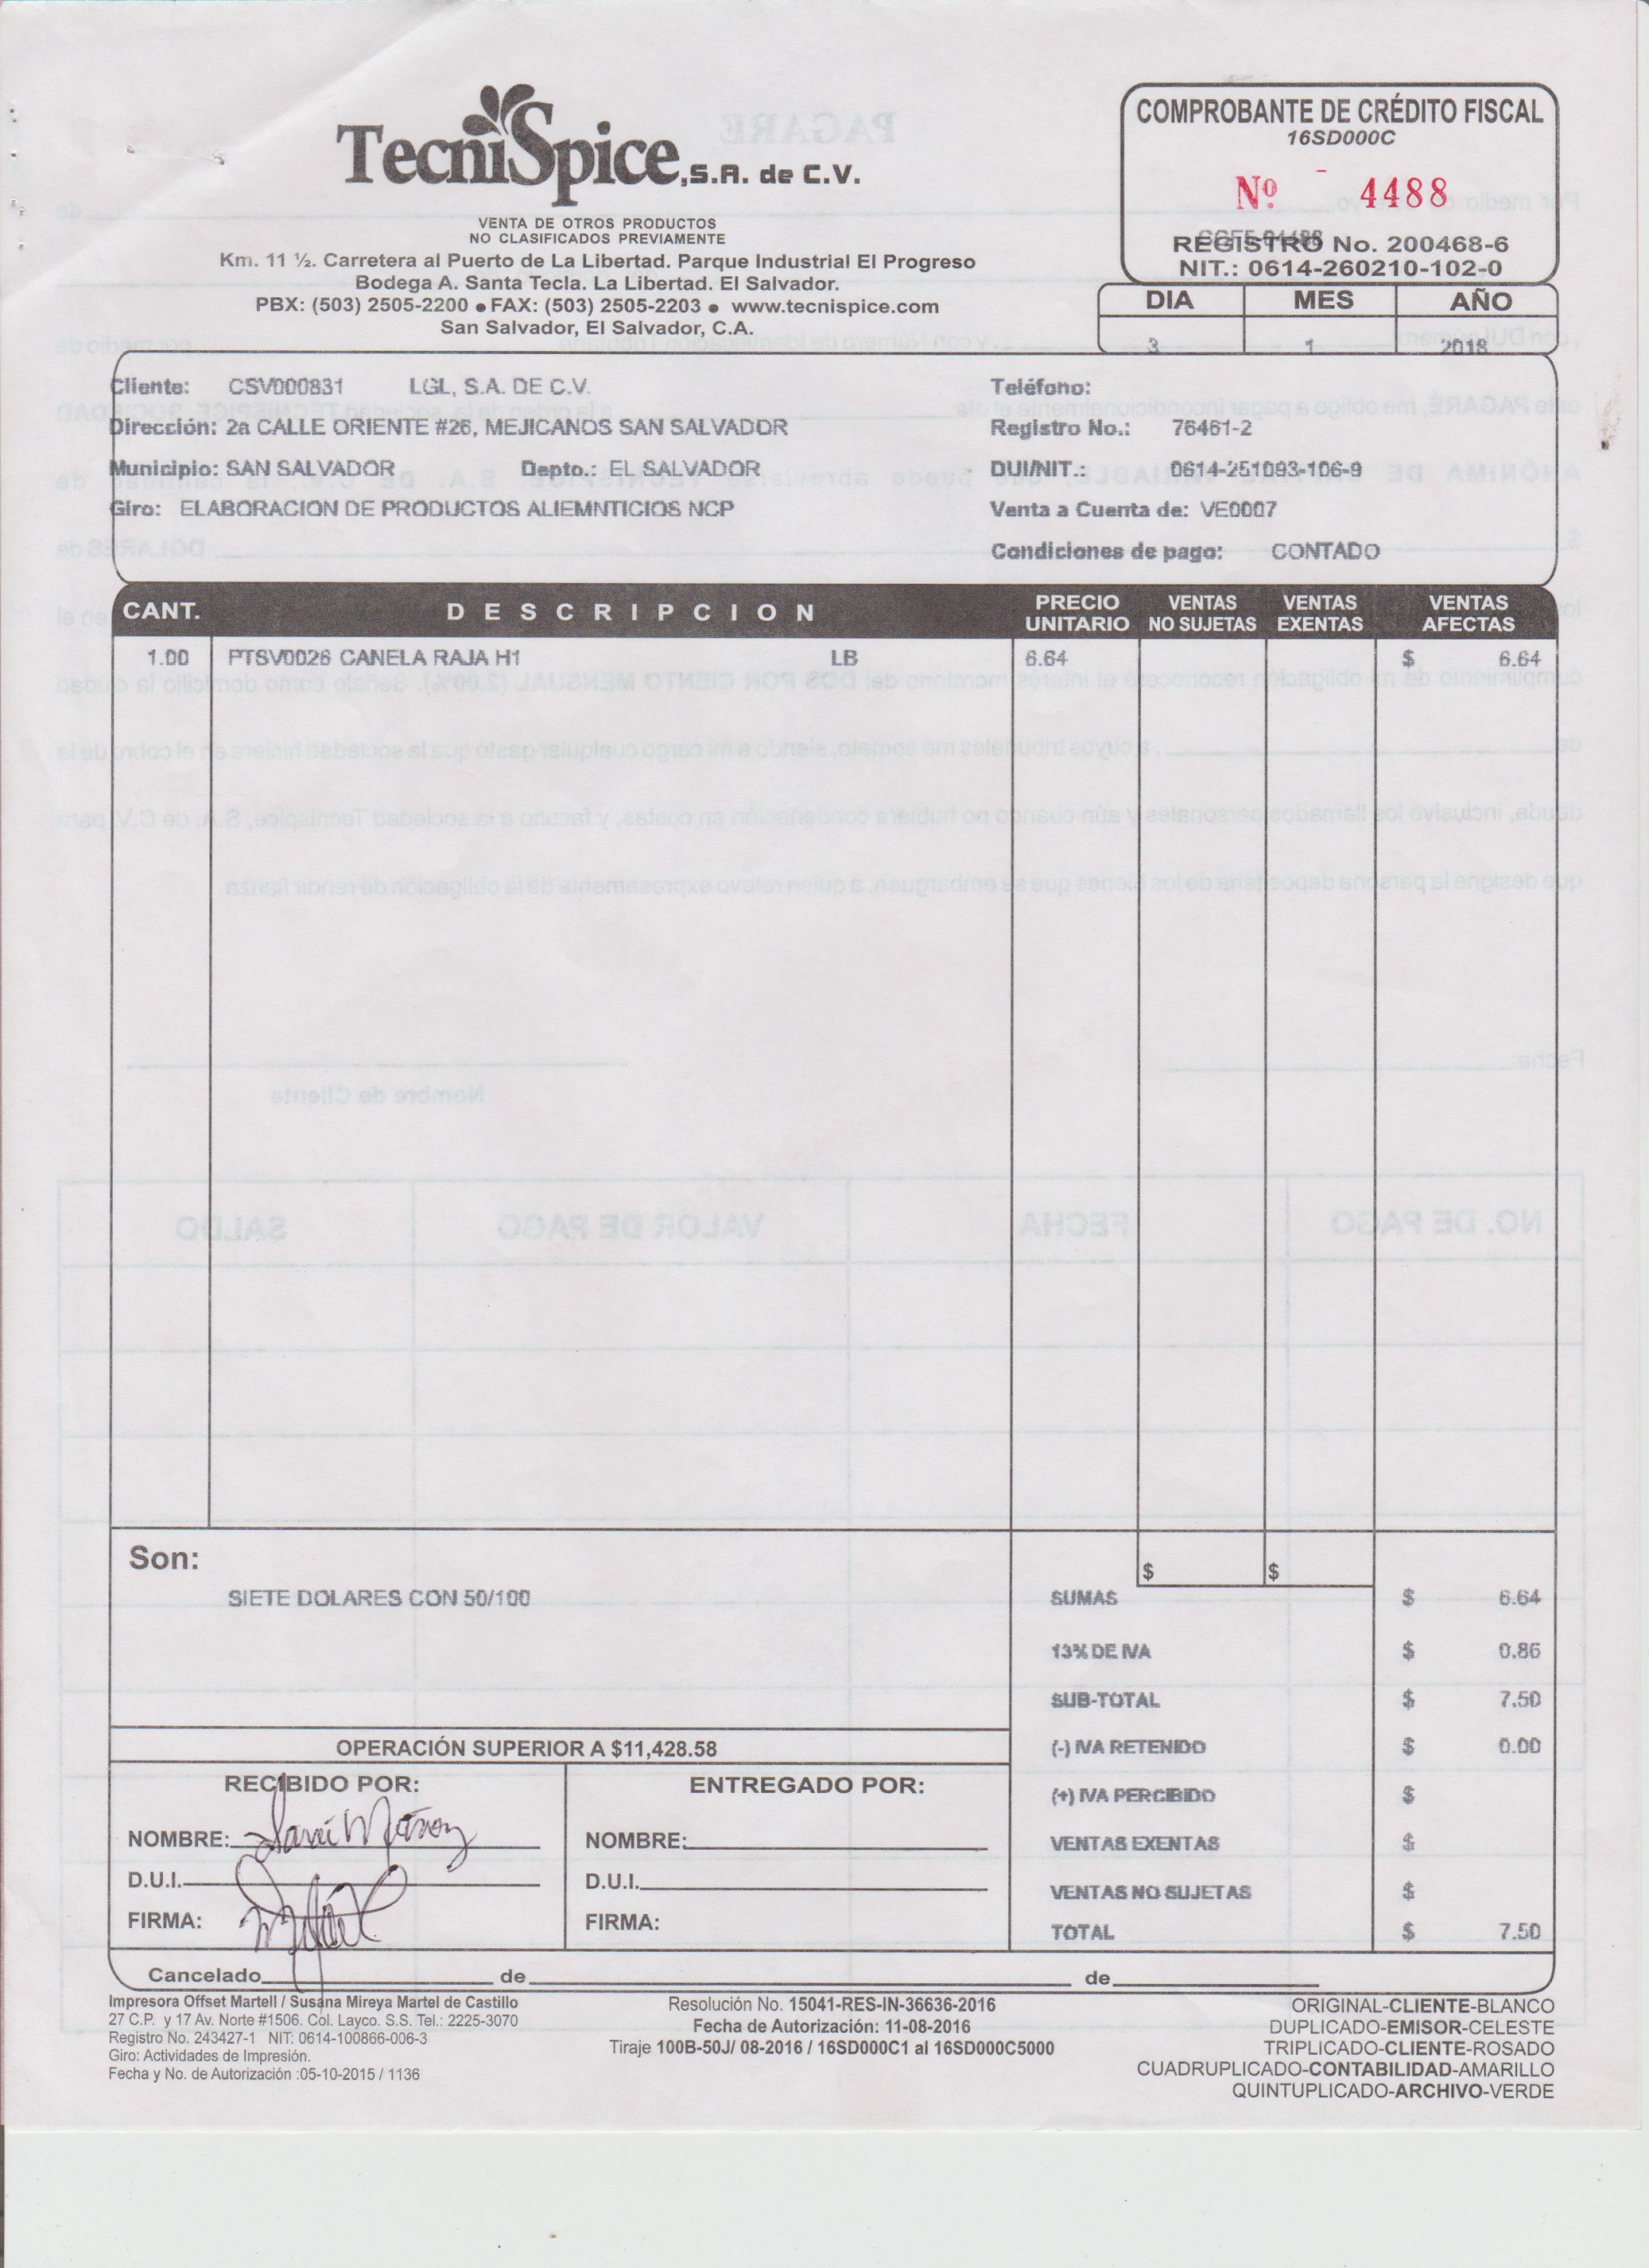 TecniSpice, S.A. de C.V.
VENTA DE OTROS PRODUCTOS
NO CLASIFICADOS PREVIAMENTE
Km. 11 ½. Carretera al Puerto de La Libertad. Parque Industrial El Progreso
Bodega A. Santa Tecla. La Libertad. El Salvador.
PBX: (503) 2505-2200 ● FAX: (503) 2505-2203 ● www.tecnispice.com
San Salvador, El Salvador, C.A.
COMPROBANTE DE CRÉDITO FISCAL
16SD000C
Nº 4488
REGISTRO No. 200468-6
NIT.: 0614-260210-102-0
DIA MES AÑO
3 1 2018
Cliente: CSV000831 LGL, S.A. DE C.V. Teléfono:
Dirección: 2a CALLE ORIENTE #26, MEJICANOS SAN SALVADOR Registro No.: 76461-2
Municipio: SAN SALVADOR Depto.: EL SALVADOR DUI/NIT.: 0614-251093-106-9
Giro: ELABORACION DE PRODUCTOS ALIEMNTICIOS NCP Venta a Cuenta de: VE0007
Condiciones de pago: CONTADO
CANT. DESCRIPCION PRECIO UNITARIO VENTAS NO SUJETAS VENTAS EXENTAS VENTAS AFECTAS
1.00 PTSV0026 CANELA RAJA H1 LB 6.64 $ 6.64
Son:
SIETE DOLARES CON 50/100
$ $
SUMAS $ 6.64
13% DE IVA $ 0.86
SUB-TOTAL $ 7.50
(-) IVA RETENIDO $ 0.00
(+) IVA PERCIBIDO $
VENTAS EXENTAS $
VENTAS NO SUJETAS $
TOTAL $ 7.50
OPERACIÓN SUPERIOR A $11,428.58
RECIBIDO POR: ENTREGADO POR:
NOMBRE: NOMBRE:
D.U.I. D.U.I.
FIRMA: FIRMA:
Cancelado de de
Impresora Offset Martell / Susana Mireya Martel de Castillo
27 C.P. y 17 Av. Norte #1506. Col. Layco. S.S. Tel.: 2225-3070
Registro No. 243427-1 NIT: 0614-100866-006-3
Giro: Actividades de Impresión.
Fecha y No. de Autorización :05-10-2015 / 1136
Resolución No. 15041-RES-IN-36636-2016
Fecha de Autorización: 11-08-2016
Tiraje 100B-50J/ 08-2016 / 16SD000C1 al 16SD000C5000
ORIGINAL-CLIENTE-BLANCO
DUPLICADO-EMISOR-CELESTE
TRIPLICADO-CLIENTE-ROSADO
CUADRUPLICADO-CONTABILIDAD-AMARILLO
QUINTUPLICADO-ARCHIVO-VERDE